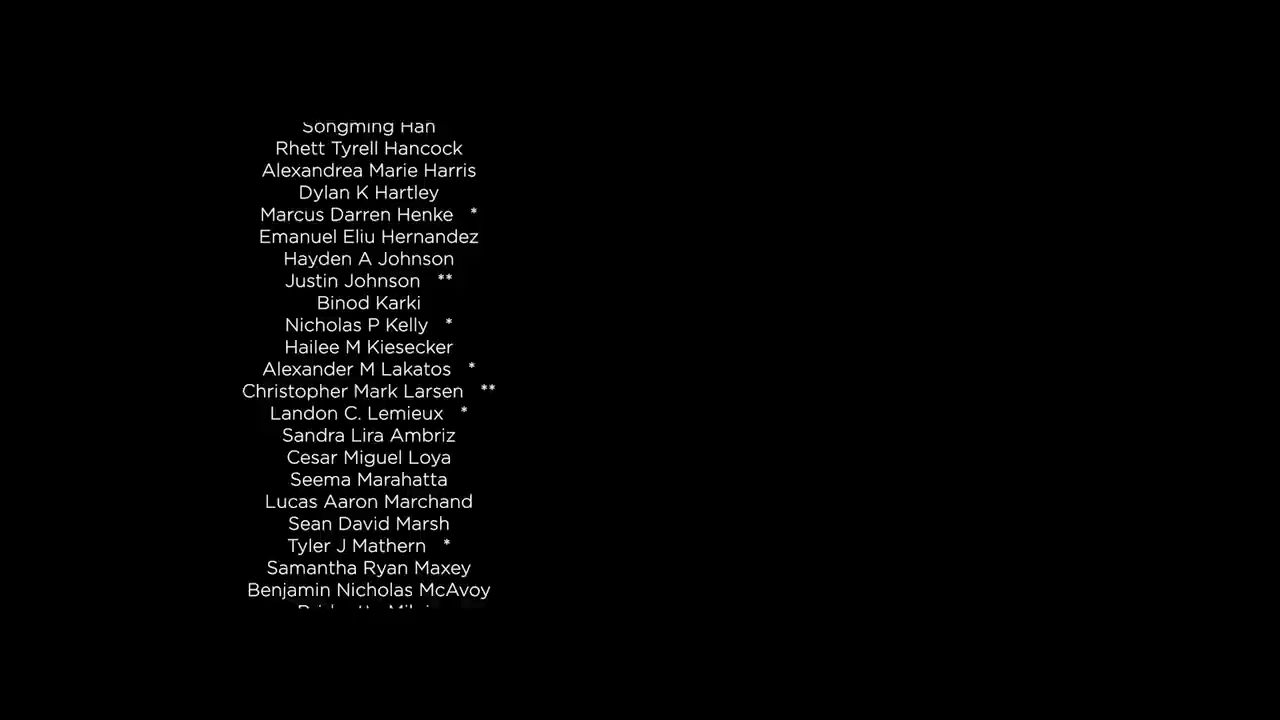 Songming Han
Rhett Tyrell Hancock
Alexandrea Marie Harris
Dylan K Hartley
Marcus Darren Henke *
Emanuel Eliu Hernandez
Hayden A Johnson
Justin Johnson **
Binod Karki
Nicholas P Kelly *
Hailee M Kiesecker
Alexander M Lakatos *
Christopher Mark Larsen **
Landon C. Lemieux *
Sandra Lira Ambriz
Cesar Miguel Loya
Seema Marahatta
Lucas Aaron Marchand
Sean David Marsh
Tyler J Mathern *
Samantha Ryan Maxey
Benjamin Nicholas McAvoy